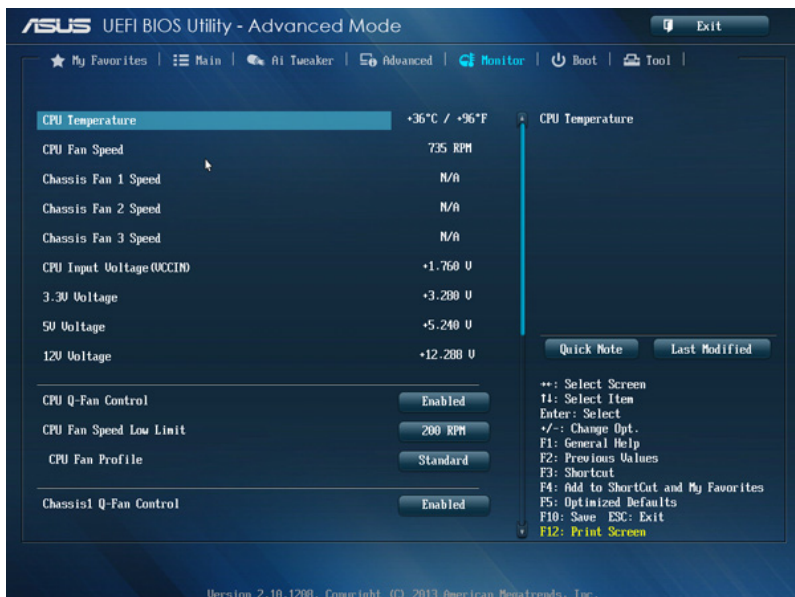 ASUS UEFI BIOS Utility - Advanced Mode
Exit
My Favorites | Main | Ai Tweaker | Advanced | Monitor | Boot | Tool |
CPU Temperature +36°C / +96°F
CPU Fan Speed 735 RPM
Chassis Fan 1 Speed N/A
Chassis Fan 2 Speed N/A
Chassis Fan 3 Speed N/A
CPU Input Voltage(VCCIN) +1.760 V
3.3V Voltage +3.280 V
5V Voltage +5.240 V
12V Voltage +12.288 V
CPU Q-Fan Control Enabled
CPU Fan Speed Low Limit 200 RPM
CPU Fan Profile Standard
Chassis1 Q-Fan Control Enabled
CPU Temperature
Quick Note Last Modified
→←: Select Screen
↑↓: Select Item
Enter: Select
+/-: Change Opt.
F1: General Help
F2: Previous Values
F3: Shortcut
F4: Add to ShortCut and My Favorites
F5: Optimized Defaults
F10: Save ESC: Exit
F12: Print Screen
Version 2.10.1208. Copyright (C) 2013 American Megatrends, Inc.